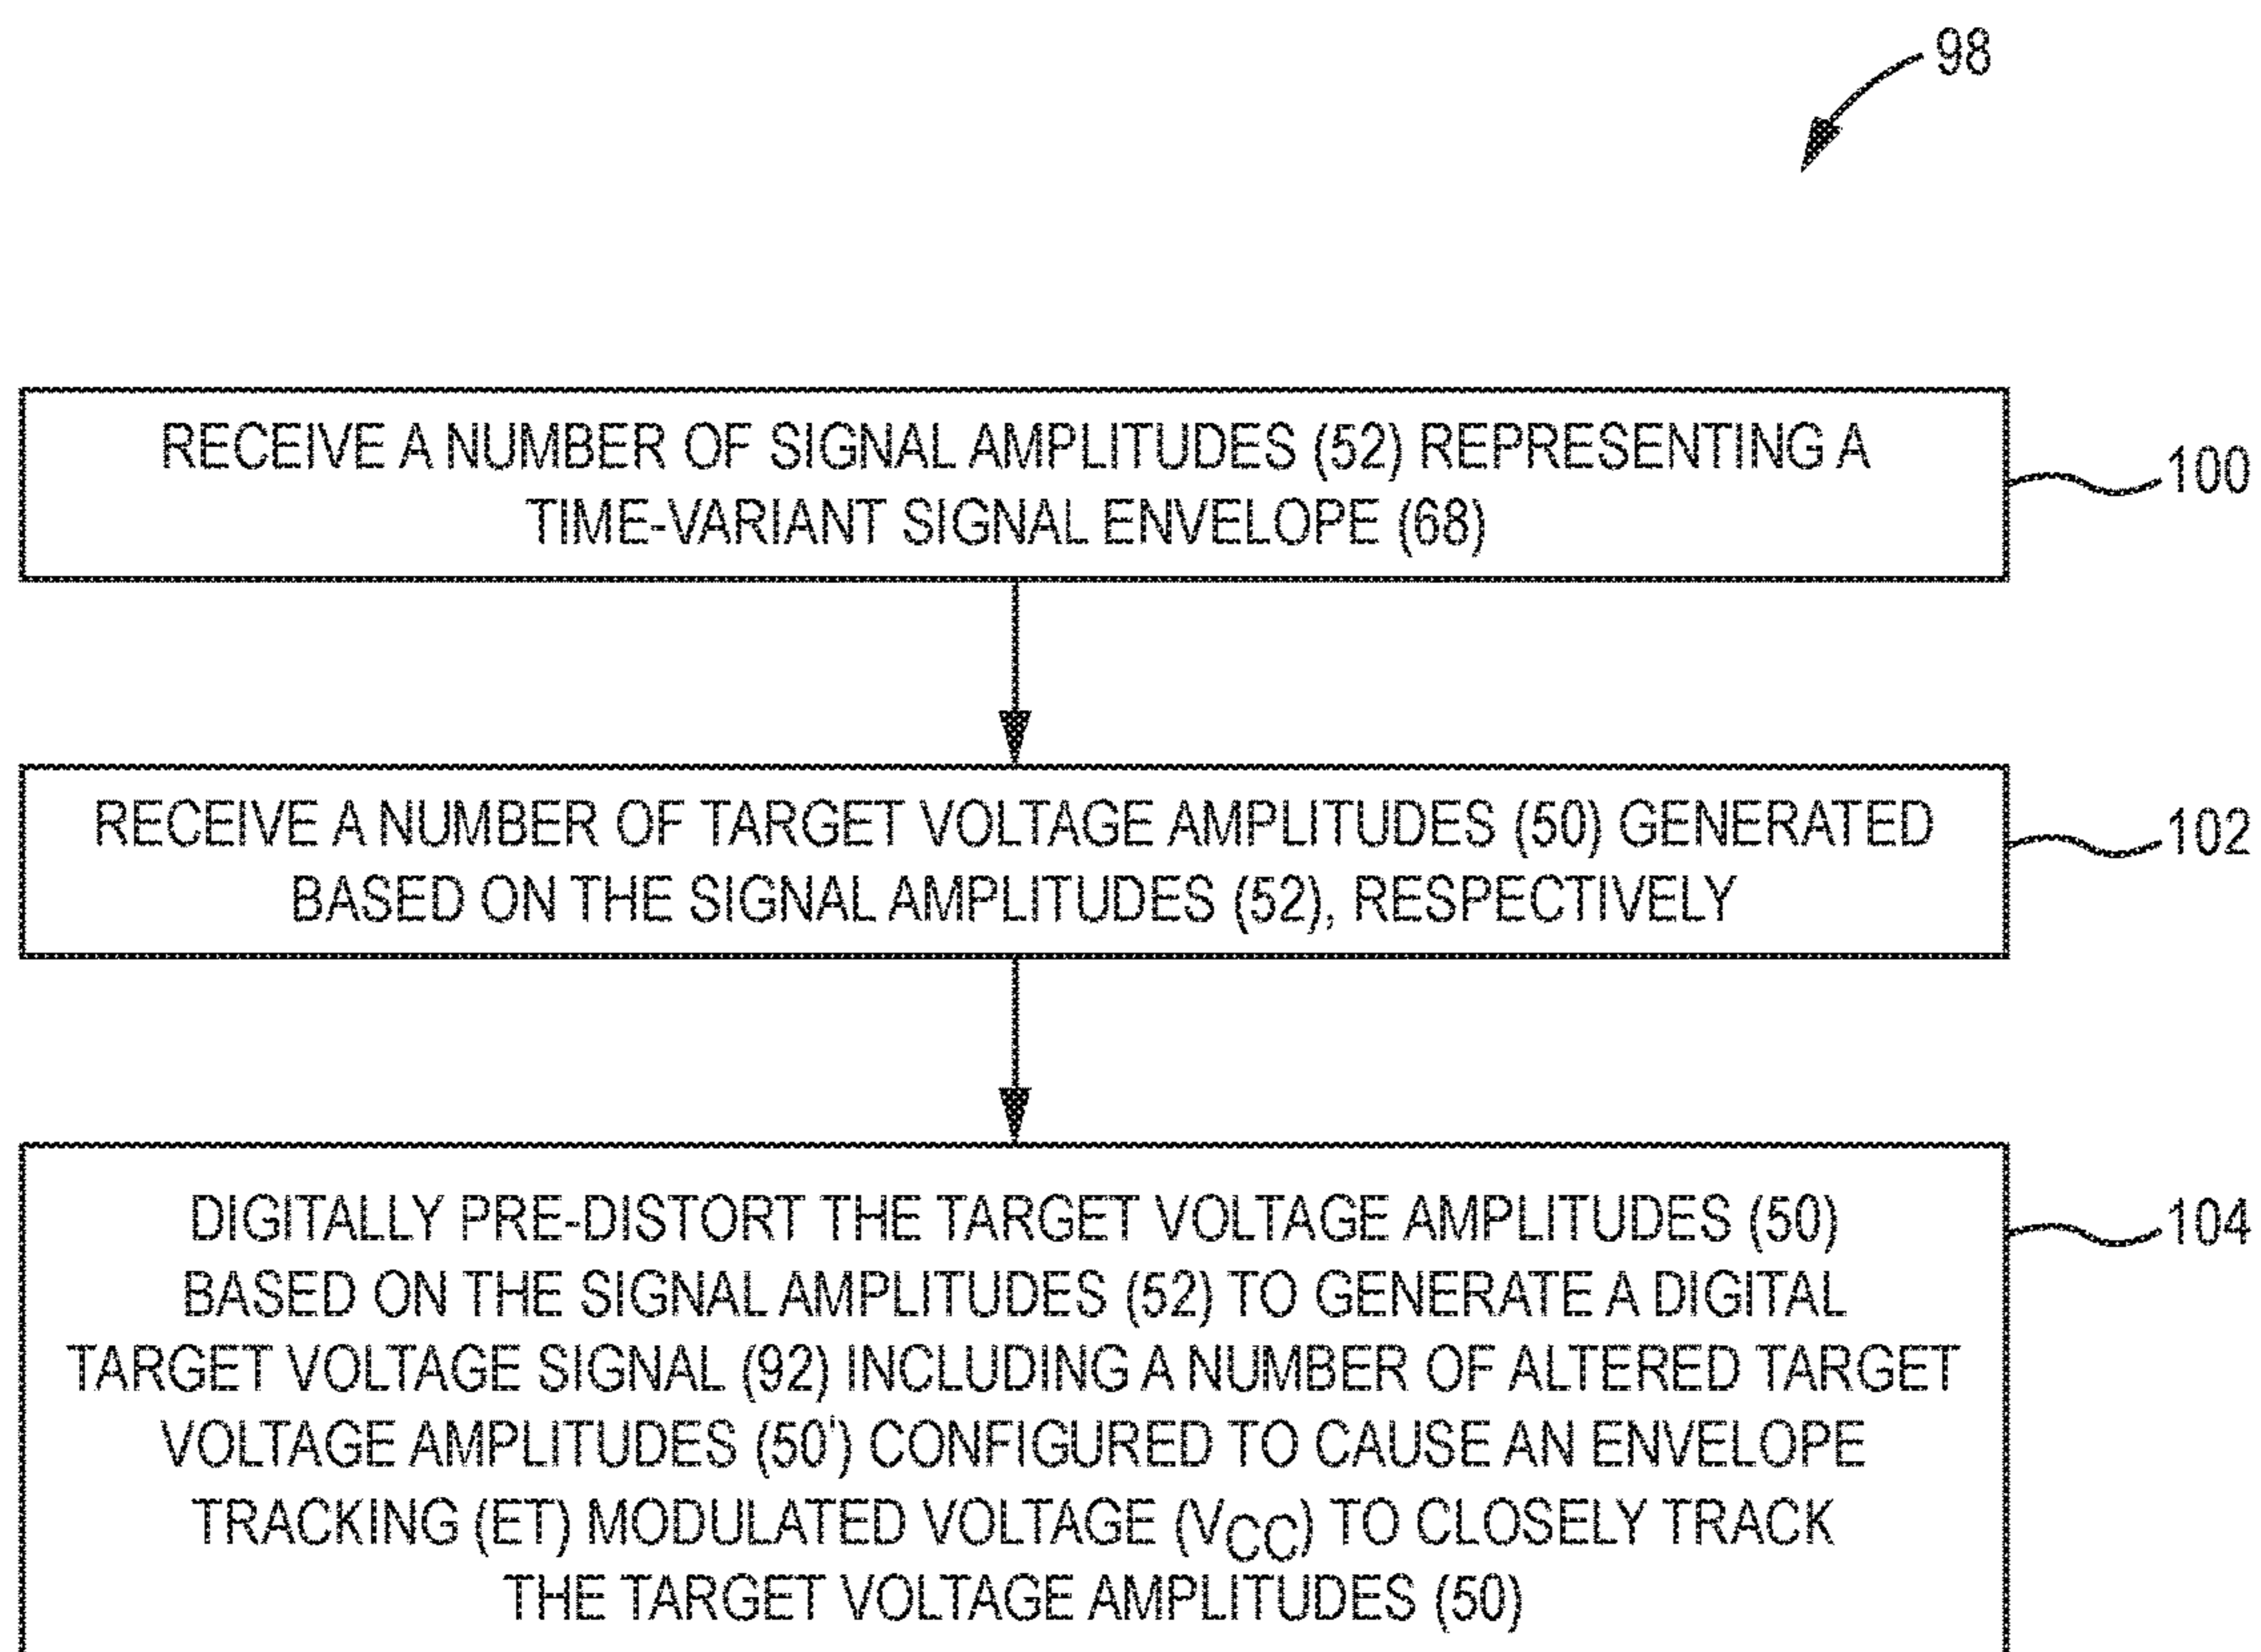 98
RECEIVE A NUMBER OF SIGNAL AMPLITUDES (52) REPRESENTING A
TIME-VARIANT SIGNAL ENVELOPE (68)
100
RECEIVE A NUMBER OF TARGET VOLTAGE AMPLITUDES (50) GENERATED
BASED ON THE SIGNAL AMPLITUDES (52), RESPECTIVELY
102
DIGITALLY PRE-DISTORT THE TARGET VOLTAGE AMPLITUDES (50)
BASED ON THE SIGNAL AMPLITUDES (52) TO GENERATE A DIGITAL
TARGET VOLTAGE SIGNAL (92) INCLUDING A NUMBER OF ALTERED TARGET
VOLTAGE AMPLITUDES (50') CONFIGURED TO CAUSE AN ENVELOPE
TRACKING (ET) MODULATED VOLTAGE (VCC) TO CLOSELY TRACK
THE TARGET VOLTAGE AMPLITUDES (50)
104